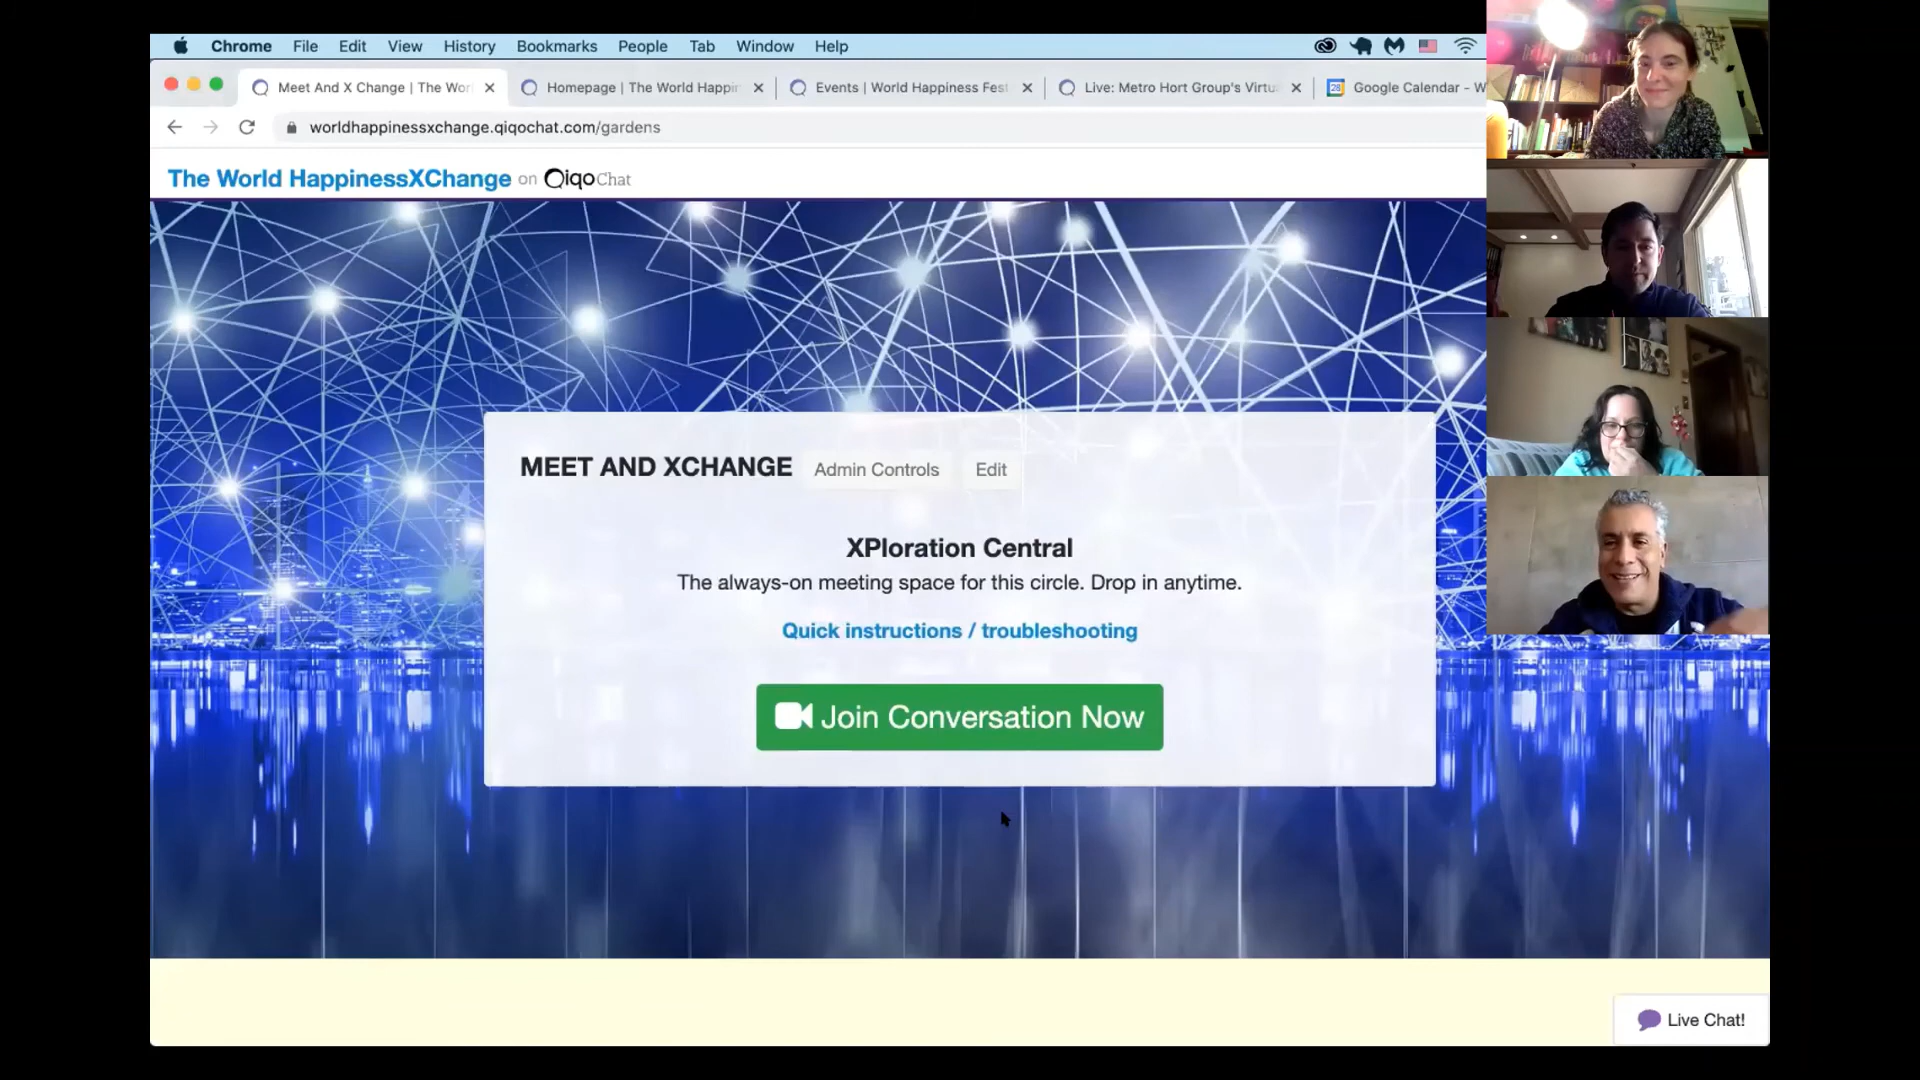 Chrome File Edit View History Bookmarks People Tab Window Help
Meet And X Change | The Wor
Homepage | The World Happin
Events | World Happiness Fest
Live: Metro Hort Group's Virtu
28
Google Calendar - W
worldhappinessxchange.qiqochat.com/gardens
The World HappinessXChange on QiqoChat
MEET AND XCHANGE Admin Controls Edit
XPloration Central
The always-on meeting space for this circle. Drop in anytime.
Quick instructions / troubleshooting
Join Conversation Now
Live Chat!